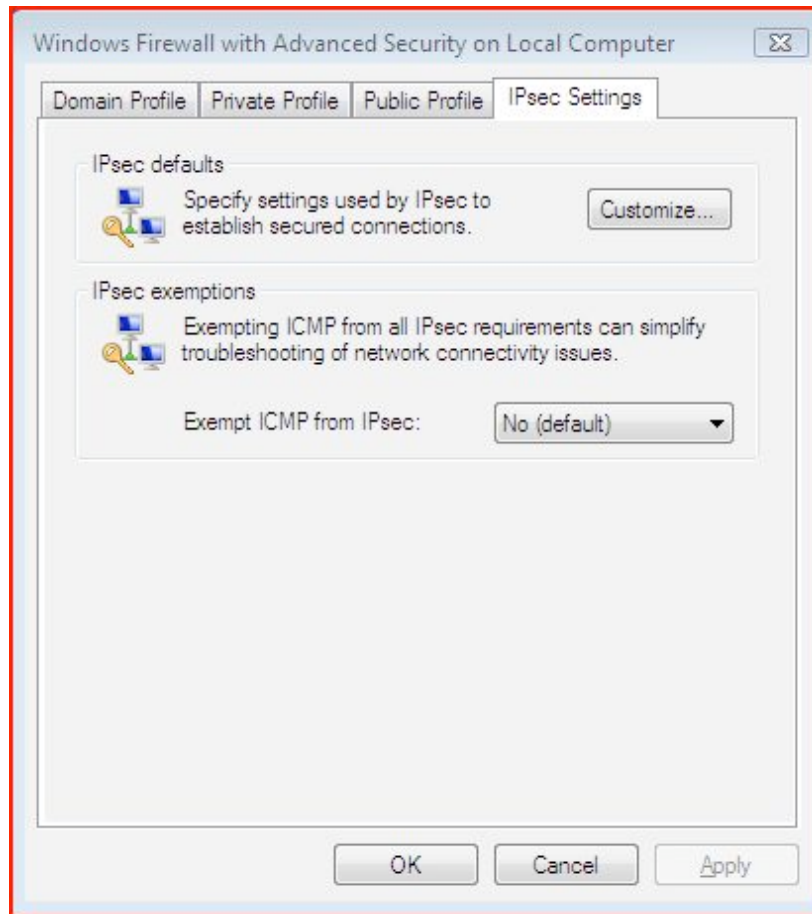 Windows Firewall with Advanced Security on Local Computer
Domain Profile Private Profile Public Profile IPsec Settings
IPsec defaults
Specify settings used by IPsec to
establish secured connections.
Customize...
IPsec exemptions
Exempting ICMP from all IPsec requirements can simplify
troubleshooting of network connectivity issues.
Exempt ICMP from IPsec: No (default)
OK Cancel Apply